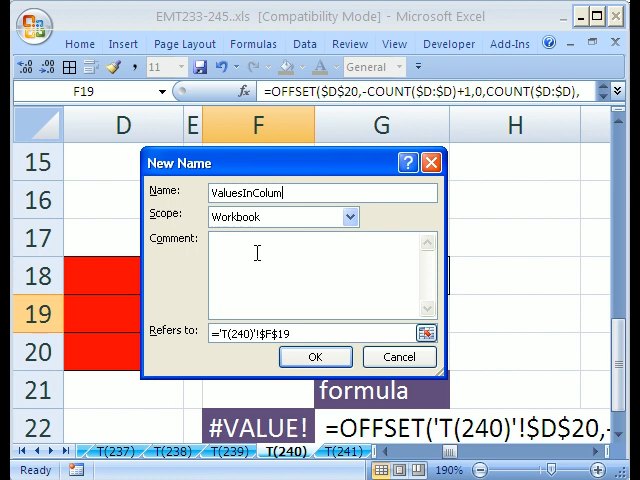 EMT233-245..xls [Compatibility Mode] - Microsoft Excel
Home Insert Formulas Data Review Developer Add-Ins
11 General
F19 fx =OFFSET($D$20,-COUNT($D:$D)+1,0,COUNT($D:$D),
D E F G H
15
16
17
18
19
20
21
22
New Name
Name: ValuesInColum
Scope: Workbook
Comment:
Refers to: ='T(240)'!$F$19
OK Cancel
formula
#VALUE! =OFFSET('T(240)'!$D$20,-
T(237) T(238) T(239) T(240) T(241)
Ready 190%